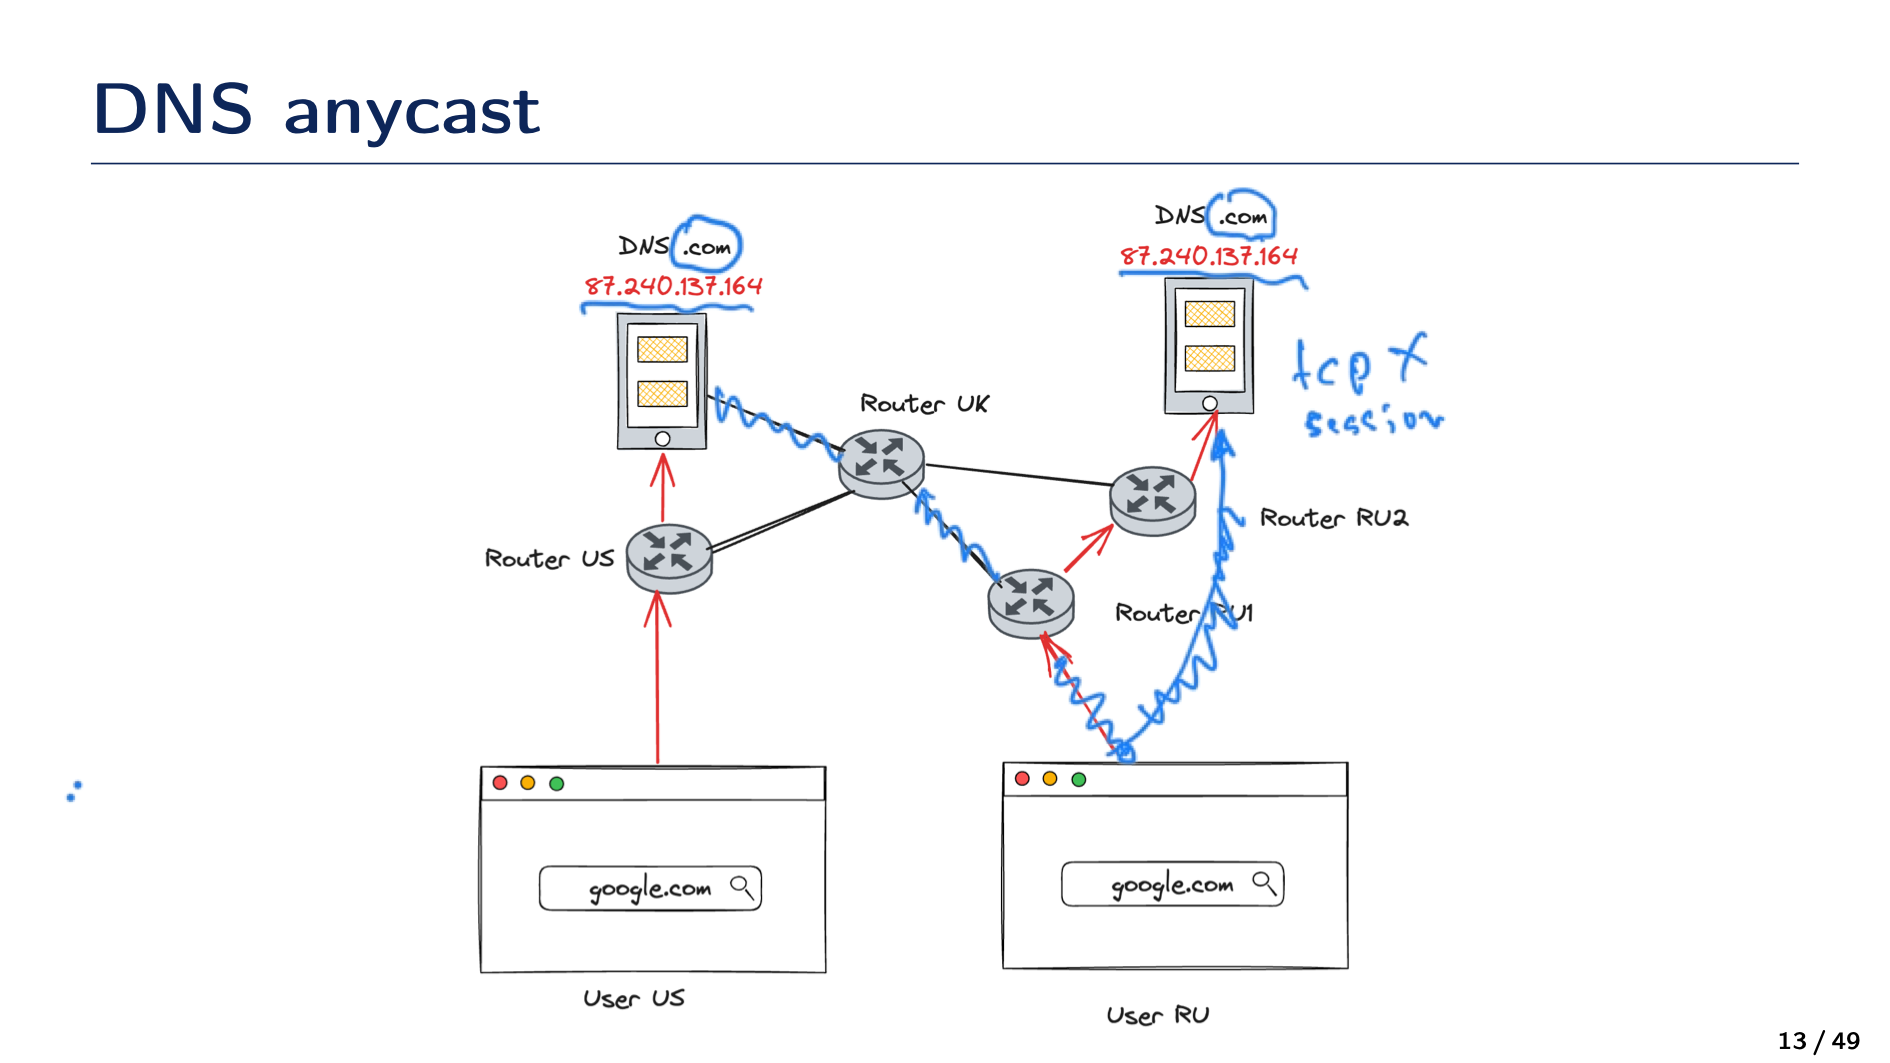 DNS anycast
DNS .com
87.240.137.164
DNS .com
87.240.137.164
tcp X
session
Router UK
Router RU2
Router US
Router RU1
google.com
google.com
User US
User RU
13 / 49